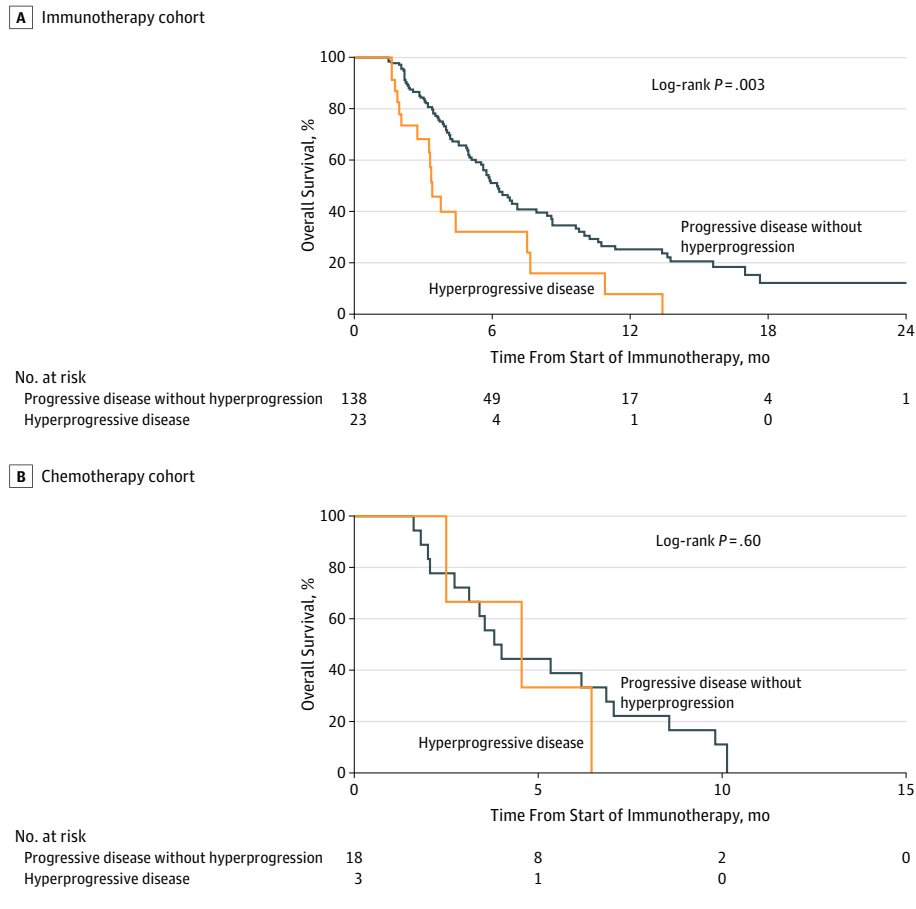 A Immunotherapy cohort
100
80
60
40
20
0
Overall Survival, %
Log-rank P = .003
Progressive disease without
hyperprogression
Hyperprogressive disease
0 6 12 18 24
Time From Start of Immunotherapy, mo
No. at risk
Progressive disease without hyperprogression 138 49 17 4 1
Hyperprogressive disease 23 4 1 0
B Chemotherapy cohort
100
80
60
40
20
0
Overall Survival, %
Log-rank P = .60
Progressive disease without
hyperprogression
Hyperprogressive disease
0 5 10 15
Time From Start of Immunotherapy, mo
No. at risk
Progressive disease without hyperprogression 18 8 2 0
Hyperprogressive disease 3 1 0